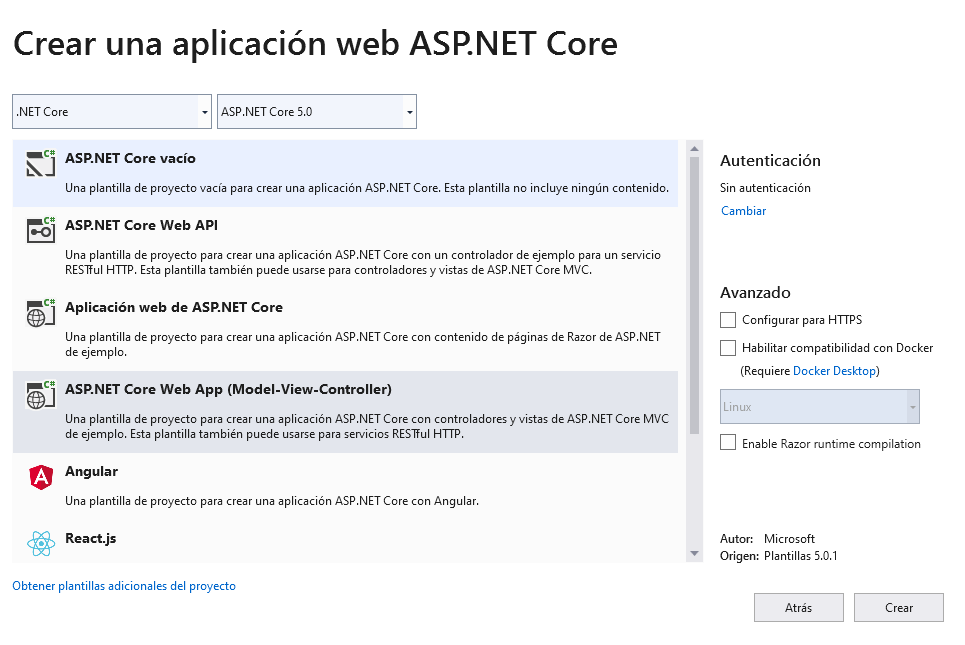 Crear una aplicación web ASP.NET Core
.NET Core
ASP.NET Core 5.0
C#
ASP.NET Core vacío
Una plantilla de proyecto vacía para crear una aplicación ASP.NET Core. Esta plantilla no incluye ningún contenido.
C#
ASP.NET Core Web API
Una plantilla de proyecto para crear una aplicación ASP.NET Core con un controlador de ejemplo para un servicio
RESTful HTTP. Esta plantilla también puede usarse para controladores y vistas de ASP.NET Core MVC.
C#
Aplicación web de ASP.NET Core
Una plantilla de proyecto para crear una aplicación ASP.NET Core con contenido de páginas de Razor de ASP.NET
de ejemplo.
C#
ASP.NET Core Web App (Model-View-Controller)
Una plantilla de proyecto para crear una aplicación ASP.NET Core con controladores y vistas de ASP.NET Core MVC
de ejemplo. Esta plantilla también puede usarse para servicios RESTful HTTP.
A
Angular
Una plantilla de proyecto para crear una aplicación ASP.NET Core con Angular.
React.js
Obtener plantillas adicionales del proyecto
Autenticación
Sin autenticación
Cambiar
Avanzado
Configurar para HTTPS
Habilitar compatibilidad con Docker
(Requiere Docker Desktop)
Linux
Enable Razor runtime compilation
Autor: Microsoft
Origen: Plantillas 5.0.1
Atrás
Crear